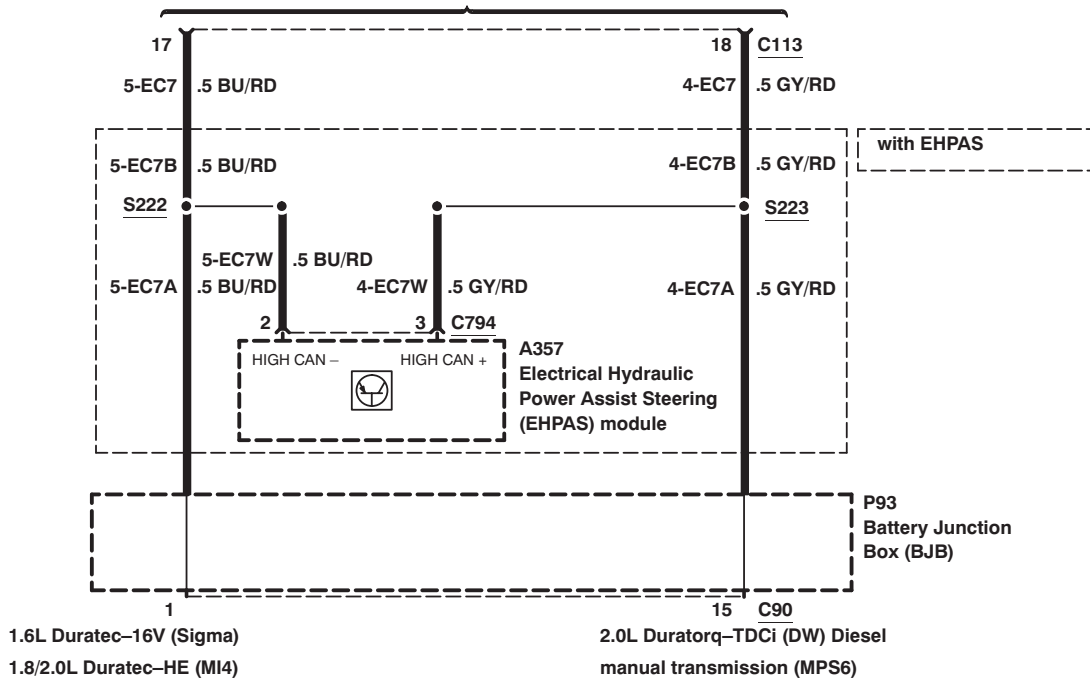 17
18 C113
5-EC7 .5 BU/RD
4-EC7 .5 GY/RD
with EHPAS
5-EC7B .5 BU/RD
4-EC7B .5 GY/RD
S222
S223
5-EC7W .5 BU/RD
5-EC7A .5 BU/RD
4-EC7W .5 GY/RD
4-EC7A .5 GY/RD
2
3 C794
HIGH CAN –
HIGH CAN +
A357
Electrical Hydraulic
Power Assist Steering
(EHPAS) module
P93
Battery Junction
Box (BJB)
1
15 C90
1.6L Duratec–16V (Sigma)
1.8/2.0L Duratec–HE (MI4)
2.0L Duratorq–TDCi (DW) Diesel
manual transmission (MPS6)